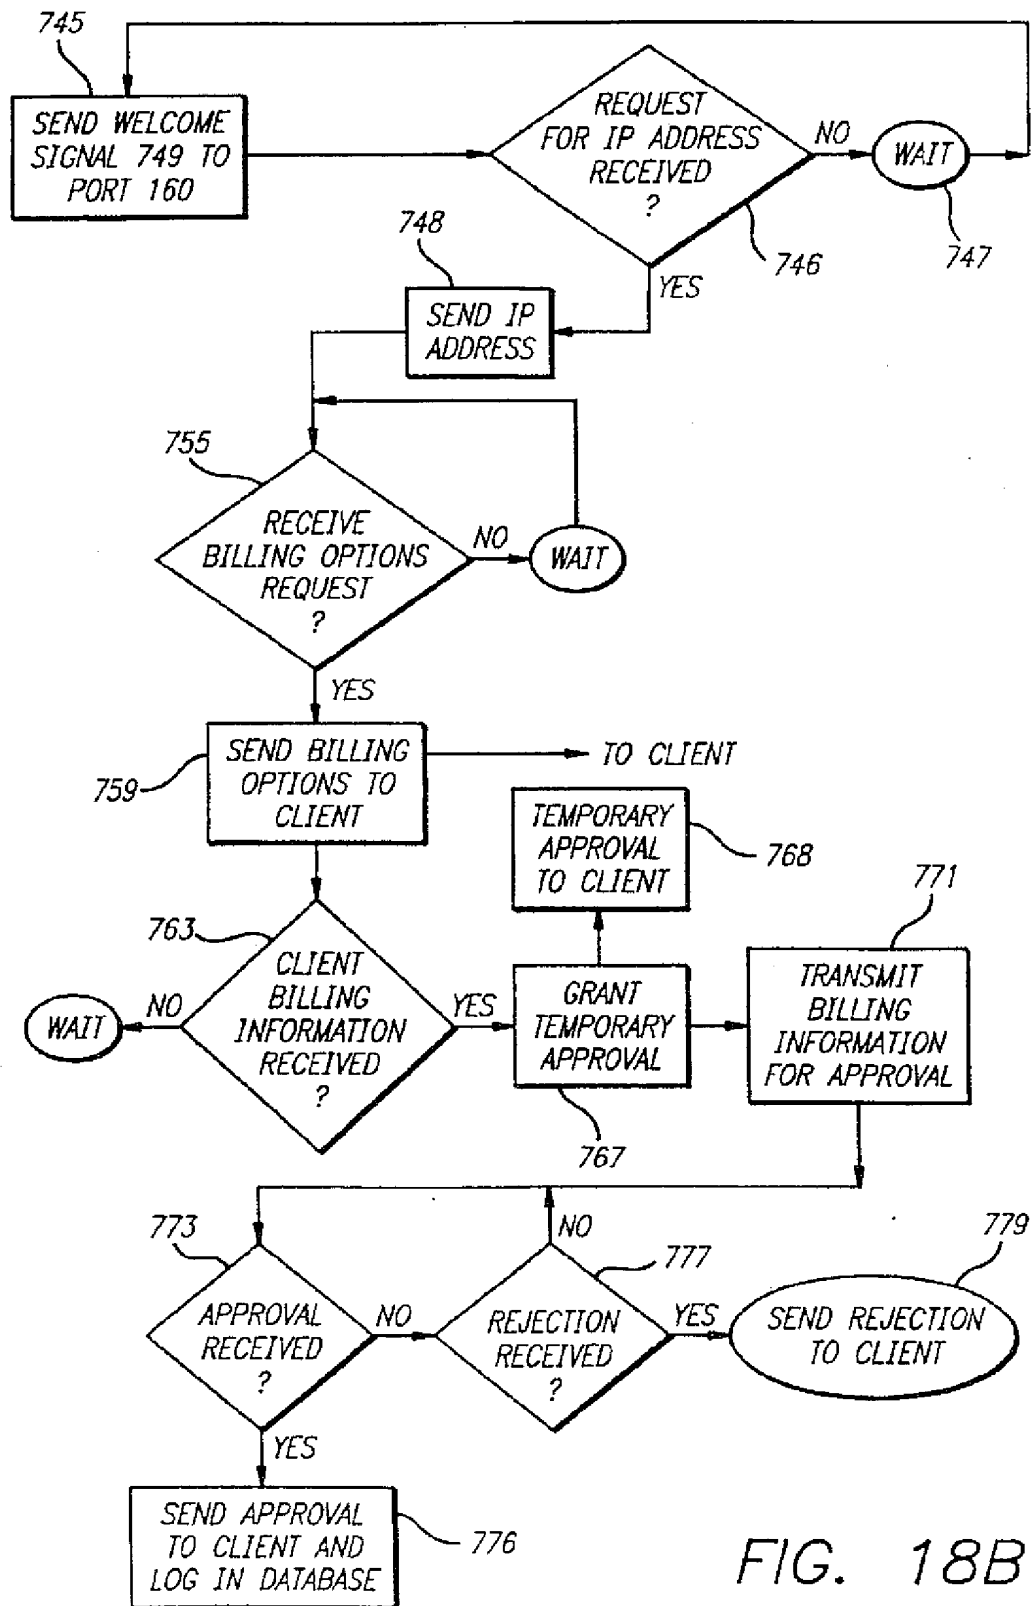 745
SEND WELCOME
SIGNAL 749 TO
PORT 160
REQUEST
FOR IP ADDRESS
RECEIVED
?
NO
WAIT
746
747
YES
748
SEND IP
ADDRESS
755
RECEIVE
BILLING OPTIONS
REQUEST
?
NO
WAIT
YES
759
SEND BILLING
OPTIONS TO
CLIENT
TO CLIENT
TEMPORARY
APPROVAL
TO CLIENT
768
763
CLIENT
BILLING
INFORMATION
RECEIVED
?
NO
WAIT
YES
GRANT
TEMPORARY
APPROVAL
767
771
TRANSMIT
BILLING
INFORMATION
FOR APPROVAL
773
APPROVAL
RECEIVED
?
NO
NO
777
REJECTION
RECEIVED
?
YES
779
SEND REJECTION
TO CLIENT
YES
SEND APPROVAL
TO CLIENT AND
LOG IN DATABASE
776
FIG. 18B